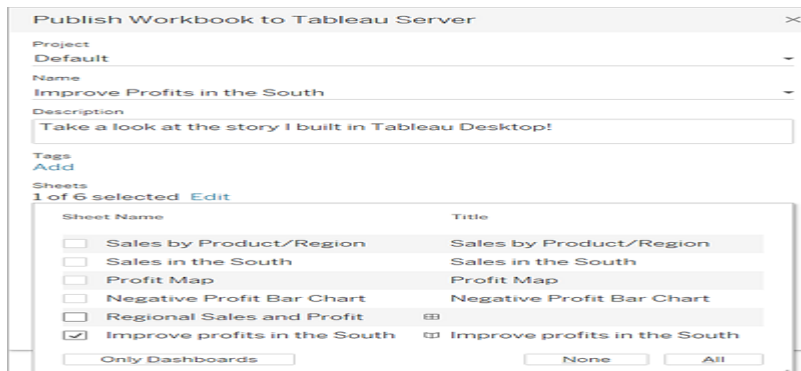 Publish Workbook to Tableau Server
Project
Default
Name
Improve Profits in the South
Description
Take a look at the story I built in Tableau Desktop!
Tags
Add
Sheets
1 of 6 selected Edit
Sheet Name Title
Sales by Product/Region Sales by Product/Region
Sales in the South Sales in the South
Profit Map Profit Map
Negative Profit Bar Chart Negative Profit Bar Chart
Regional Sales and Profit
Improve profits in the South Improve profits in the South
Only Dashboards None All